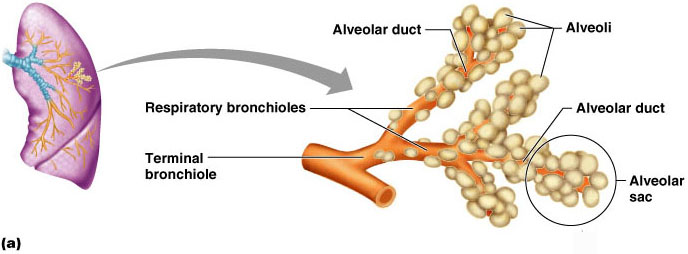 Alveolar duct
Alveoli
Respiratory bronchioles
Alveolar duct
Terminal
bronchiole
Alveolar
sac
(a)